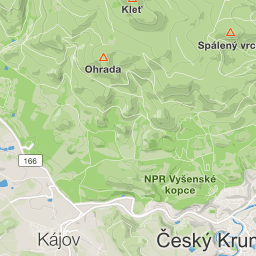 Kleť
Spálený vrc
Ohrada
166
NPR Vyšenské
kopce
Kájov
Český Krum